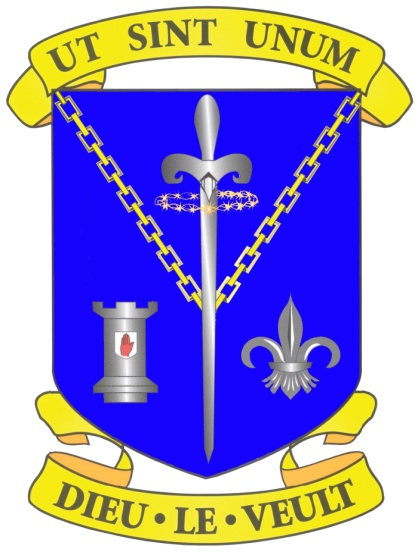 UT SINT UNUM
DIEU • LE • VEULT